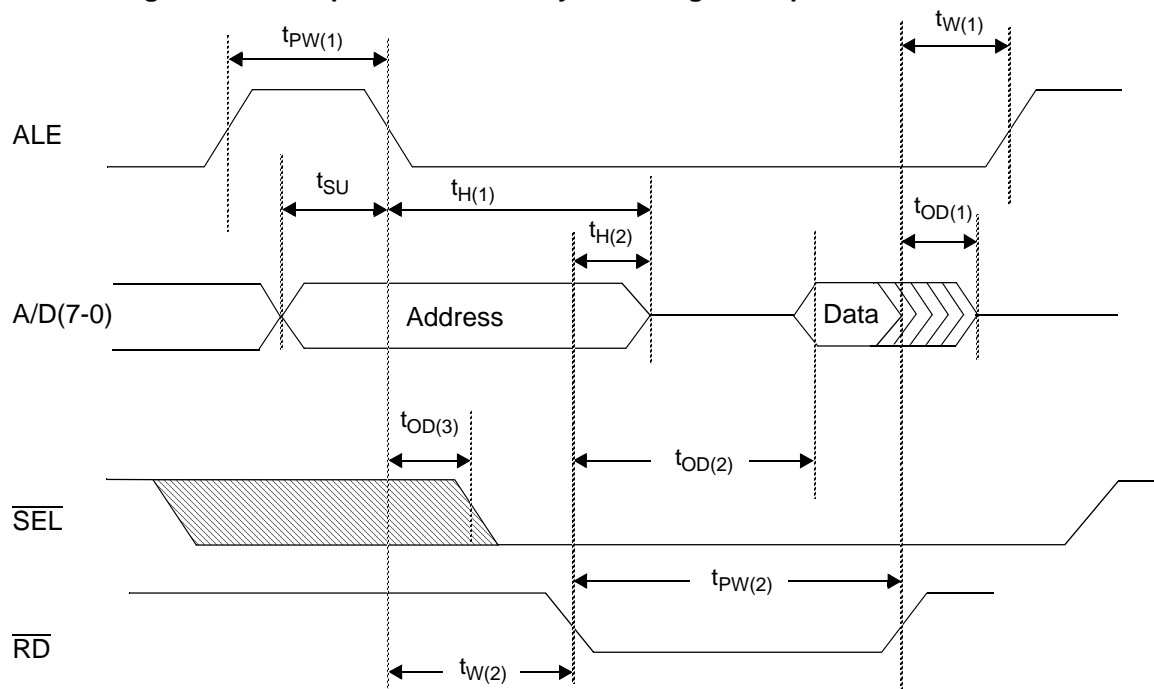 tPW(1)
tW(1)
ALE
tSU
tH(1)
tOD(1)
tH(2)
A/D(7-0)
Address
Data
tOD(3)
tOD(2)
SEL
tPW(2)
RD
tW(2)